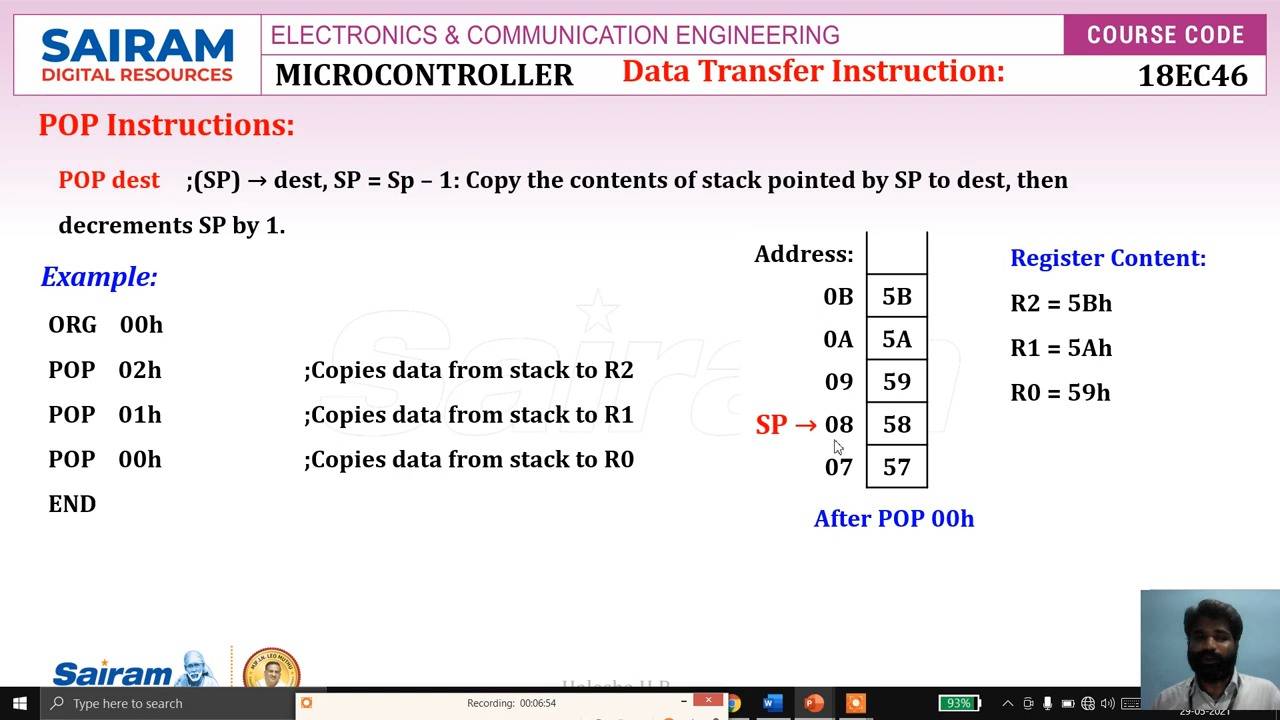 SAIRAM
DIGITAL RESOURCES
ELECTRONICS & COMMUNICATION ENGINEERING
COURSE CODE
MICROCONTROLLER
Data Transfer Instruction:
18EC46
POP Instructions:
POP dest ;(SP) → dest, SP = Sp – 1: Copy the contents of stack pointed by SP to dest, then
decrements SP by 1.
Example:
ORG 00h
POP 02h ;Copies data from stack to R2
POP 01h ;Copies data from stack to R1
POP 00h ;Copies data from stack to R0
END
Address:
0B 5B
0A 5A
09 59
SP → 08 58
07 57
After POP 00h
Register Content:
R2 = 5Bh
R1 = 5Ah
R0 = 59h
Sairam
Sairam
Type here to search
Recording: 00:06:54
93%
29-05-2021